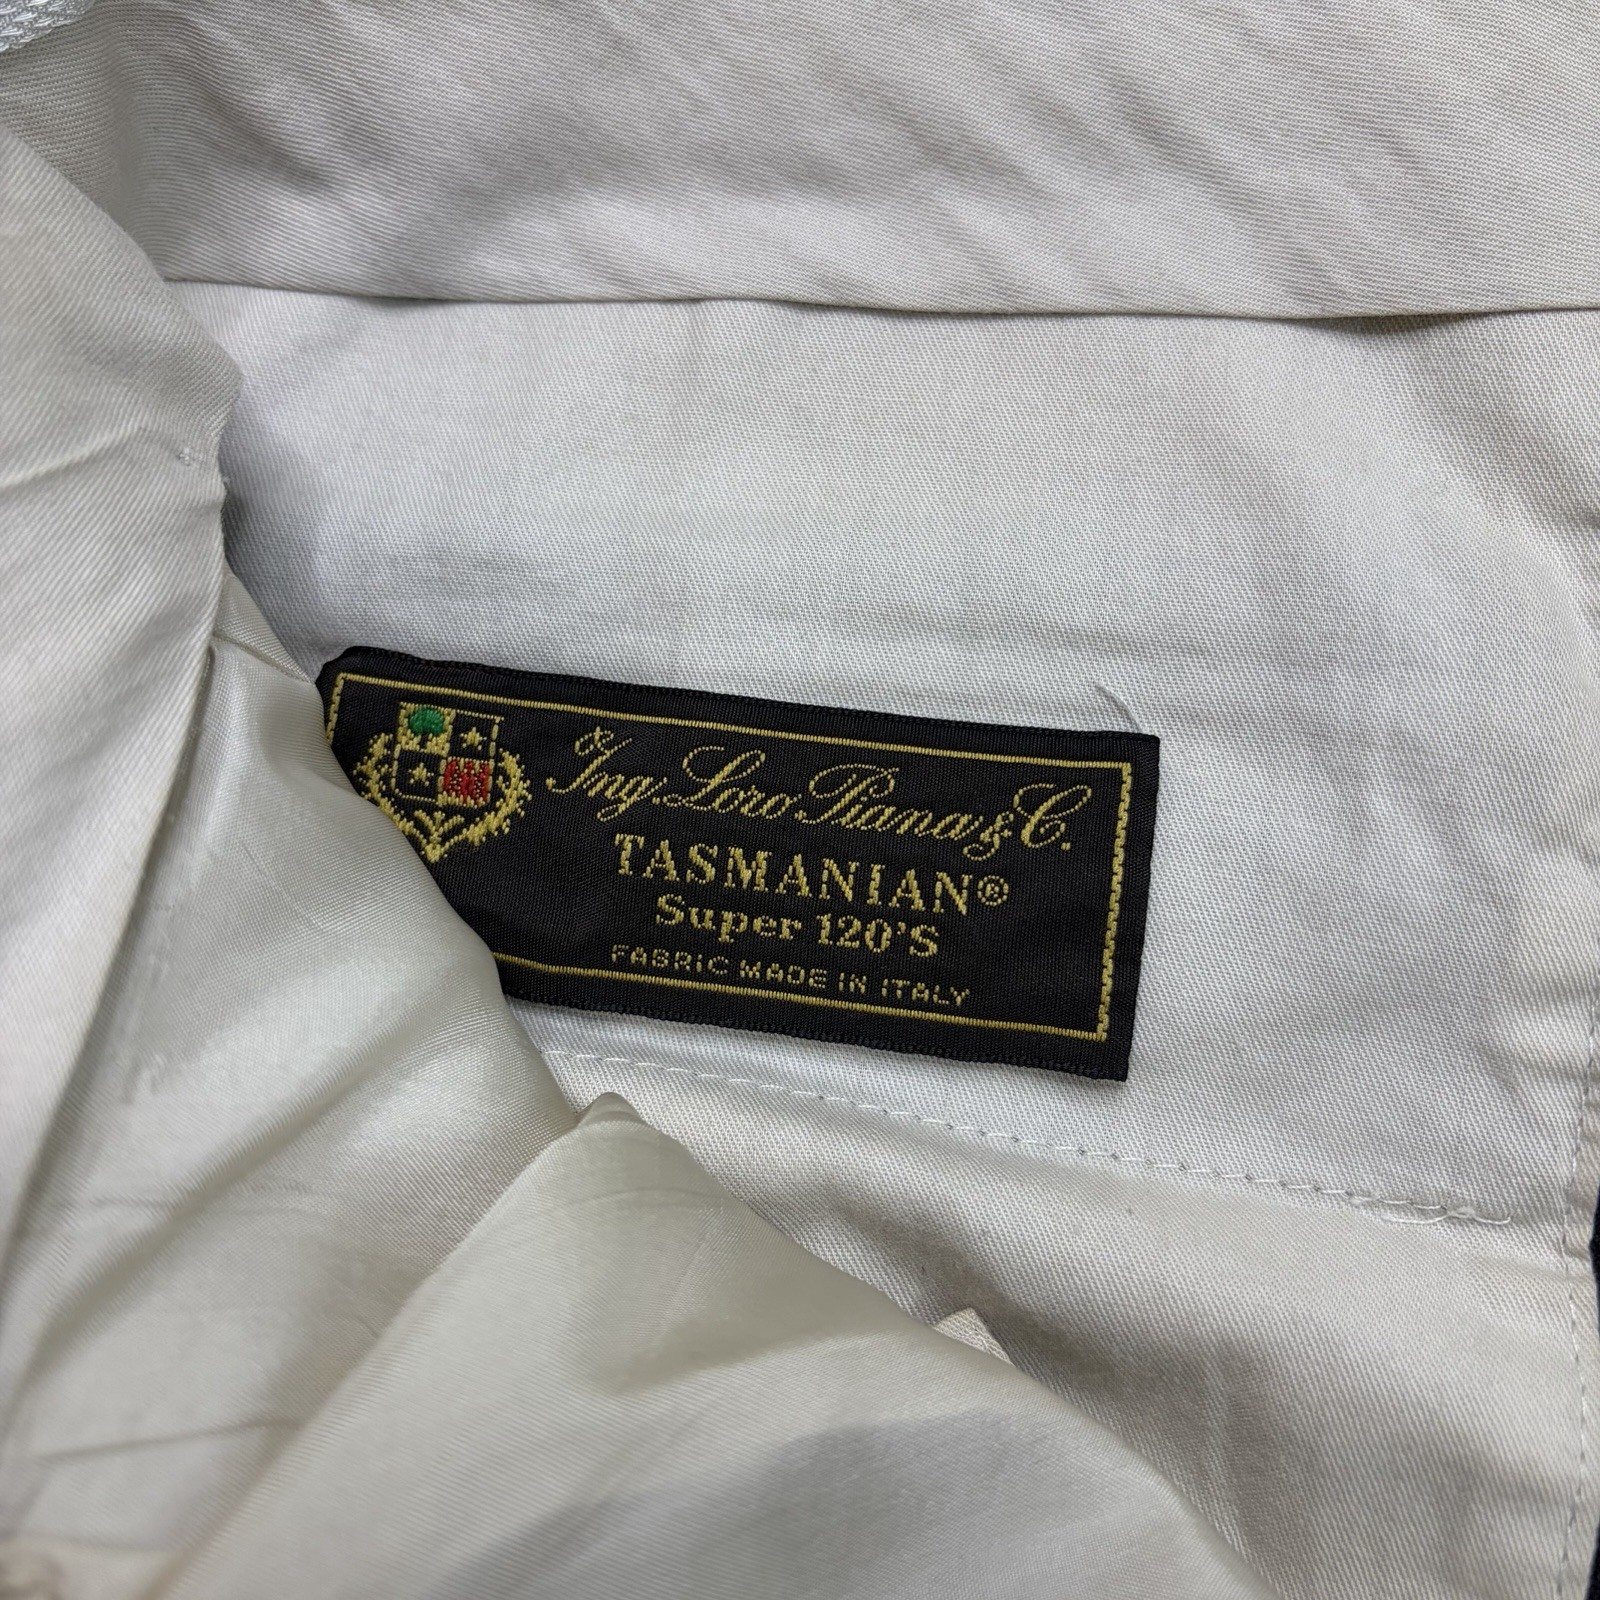 Ing. Loro Piana & C.
TASMANIAN®
Super 120'S
FABRIC MADE IN ITALY